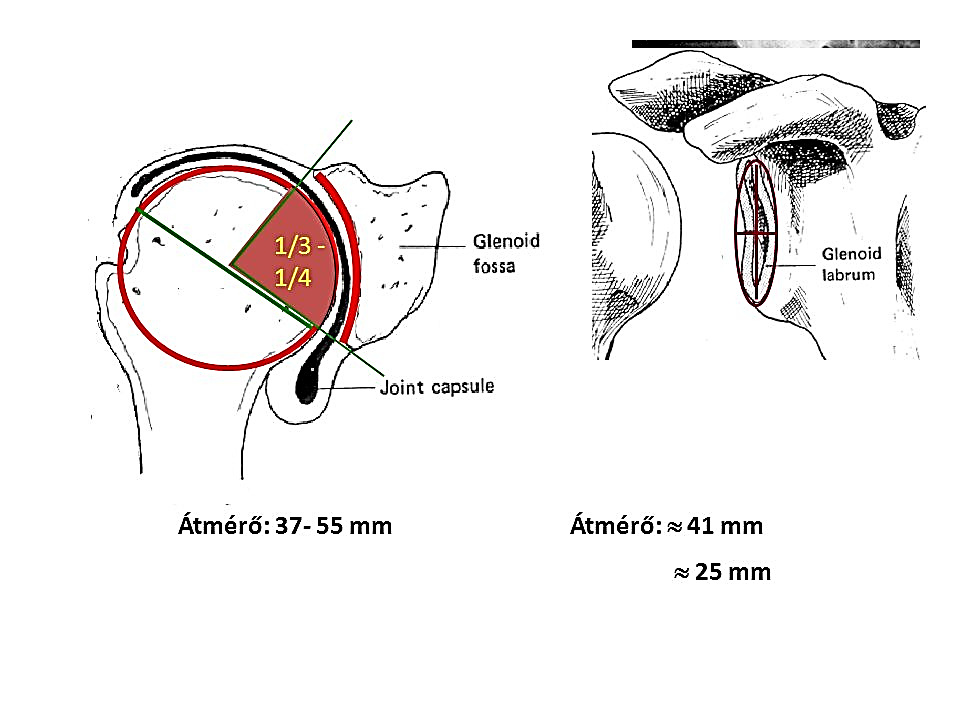 1/3 -
1/4
Glenoid
fossa
Joint capsule
Glenoid
labrum
Átmérő: 37- 55 mm
Átmérő: ≈ 41 mm
≈ 25 mm